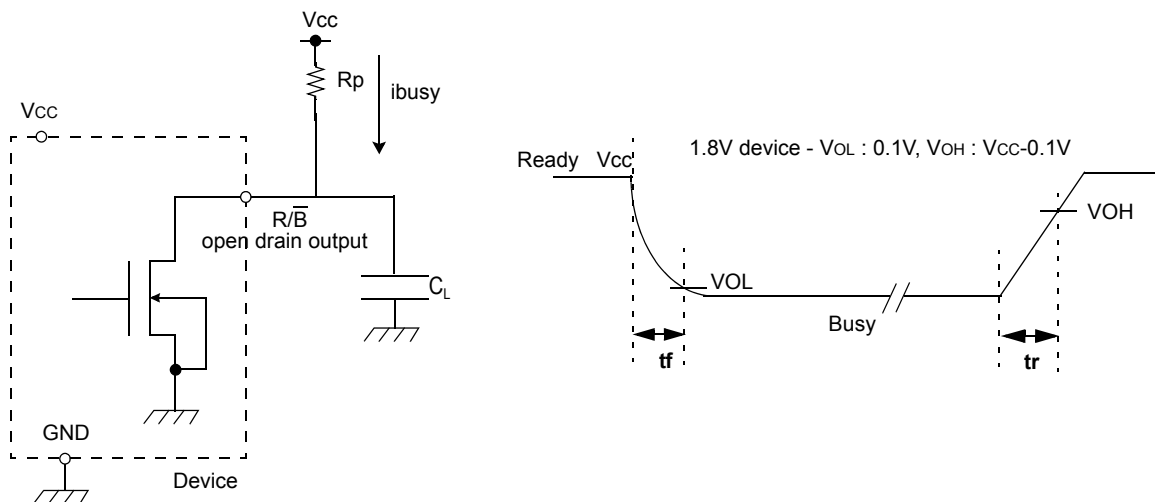 Vcc
Rp
ibusy
VCC
R/B̅
open drain output
CL
GND
Device
1.8V device - VOL : 0.1V, VOH : VCC-0.1V
Ready Vcc
VOH
VOL
Busy
tf
tr